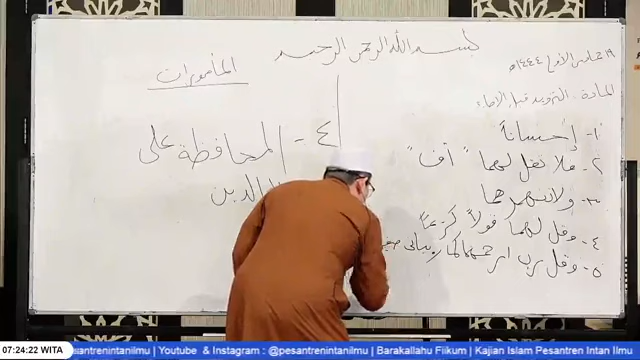 بسم الله الرحمن الرحيم
١٩ جمادى الأولى ١٤٤٤هـ
المأمورات
المادة:
١- إحساناً
٢- فلا تقل لهما "أف"
٣- ولا تنهرهما
٤- وقل لهما قولاً كريماً
٥- وقل رب ارحمهما كما ربياني صغيرا
٤- المحافظة على
الدين
07:24:22 WITA
esantrenintanilmu | Youtube & Instagram : @pesantrenintanilmu | Barakallahu Fiikum | Kajian Islam Pesantren Intan Ilmu